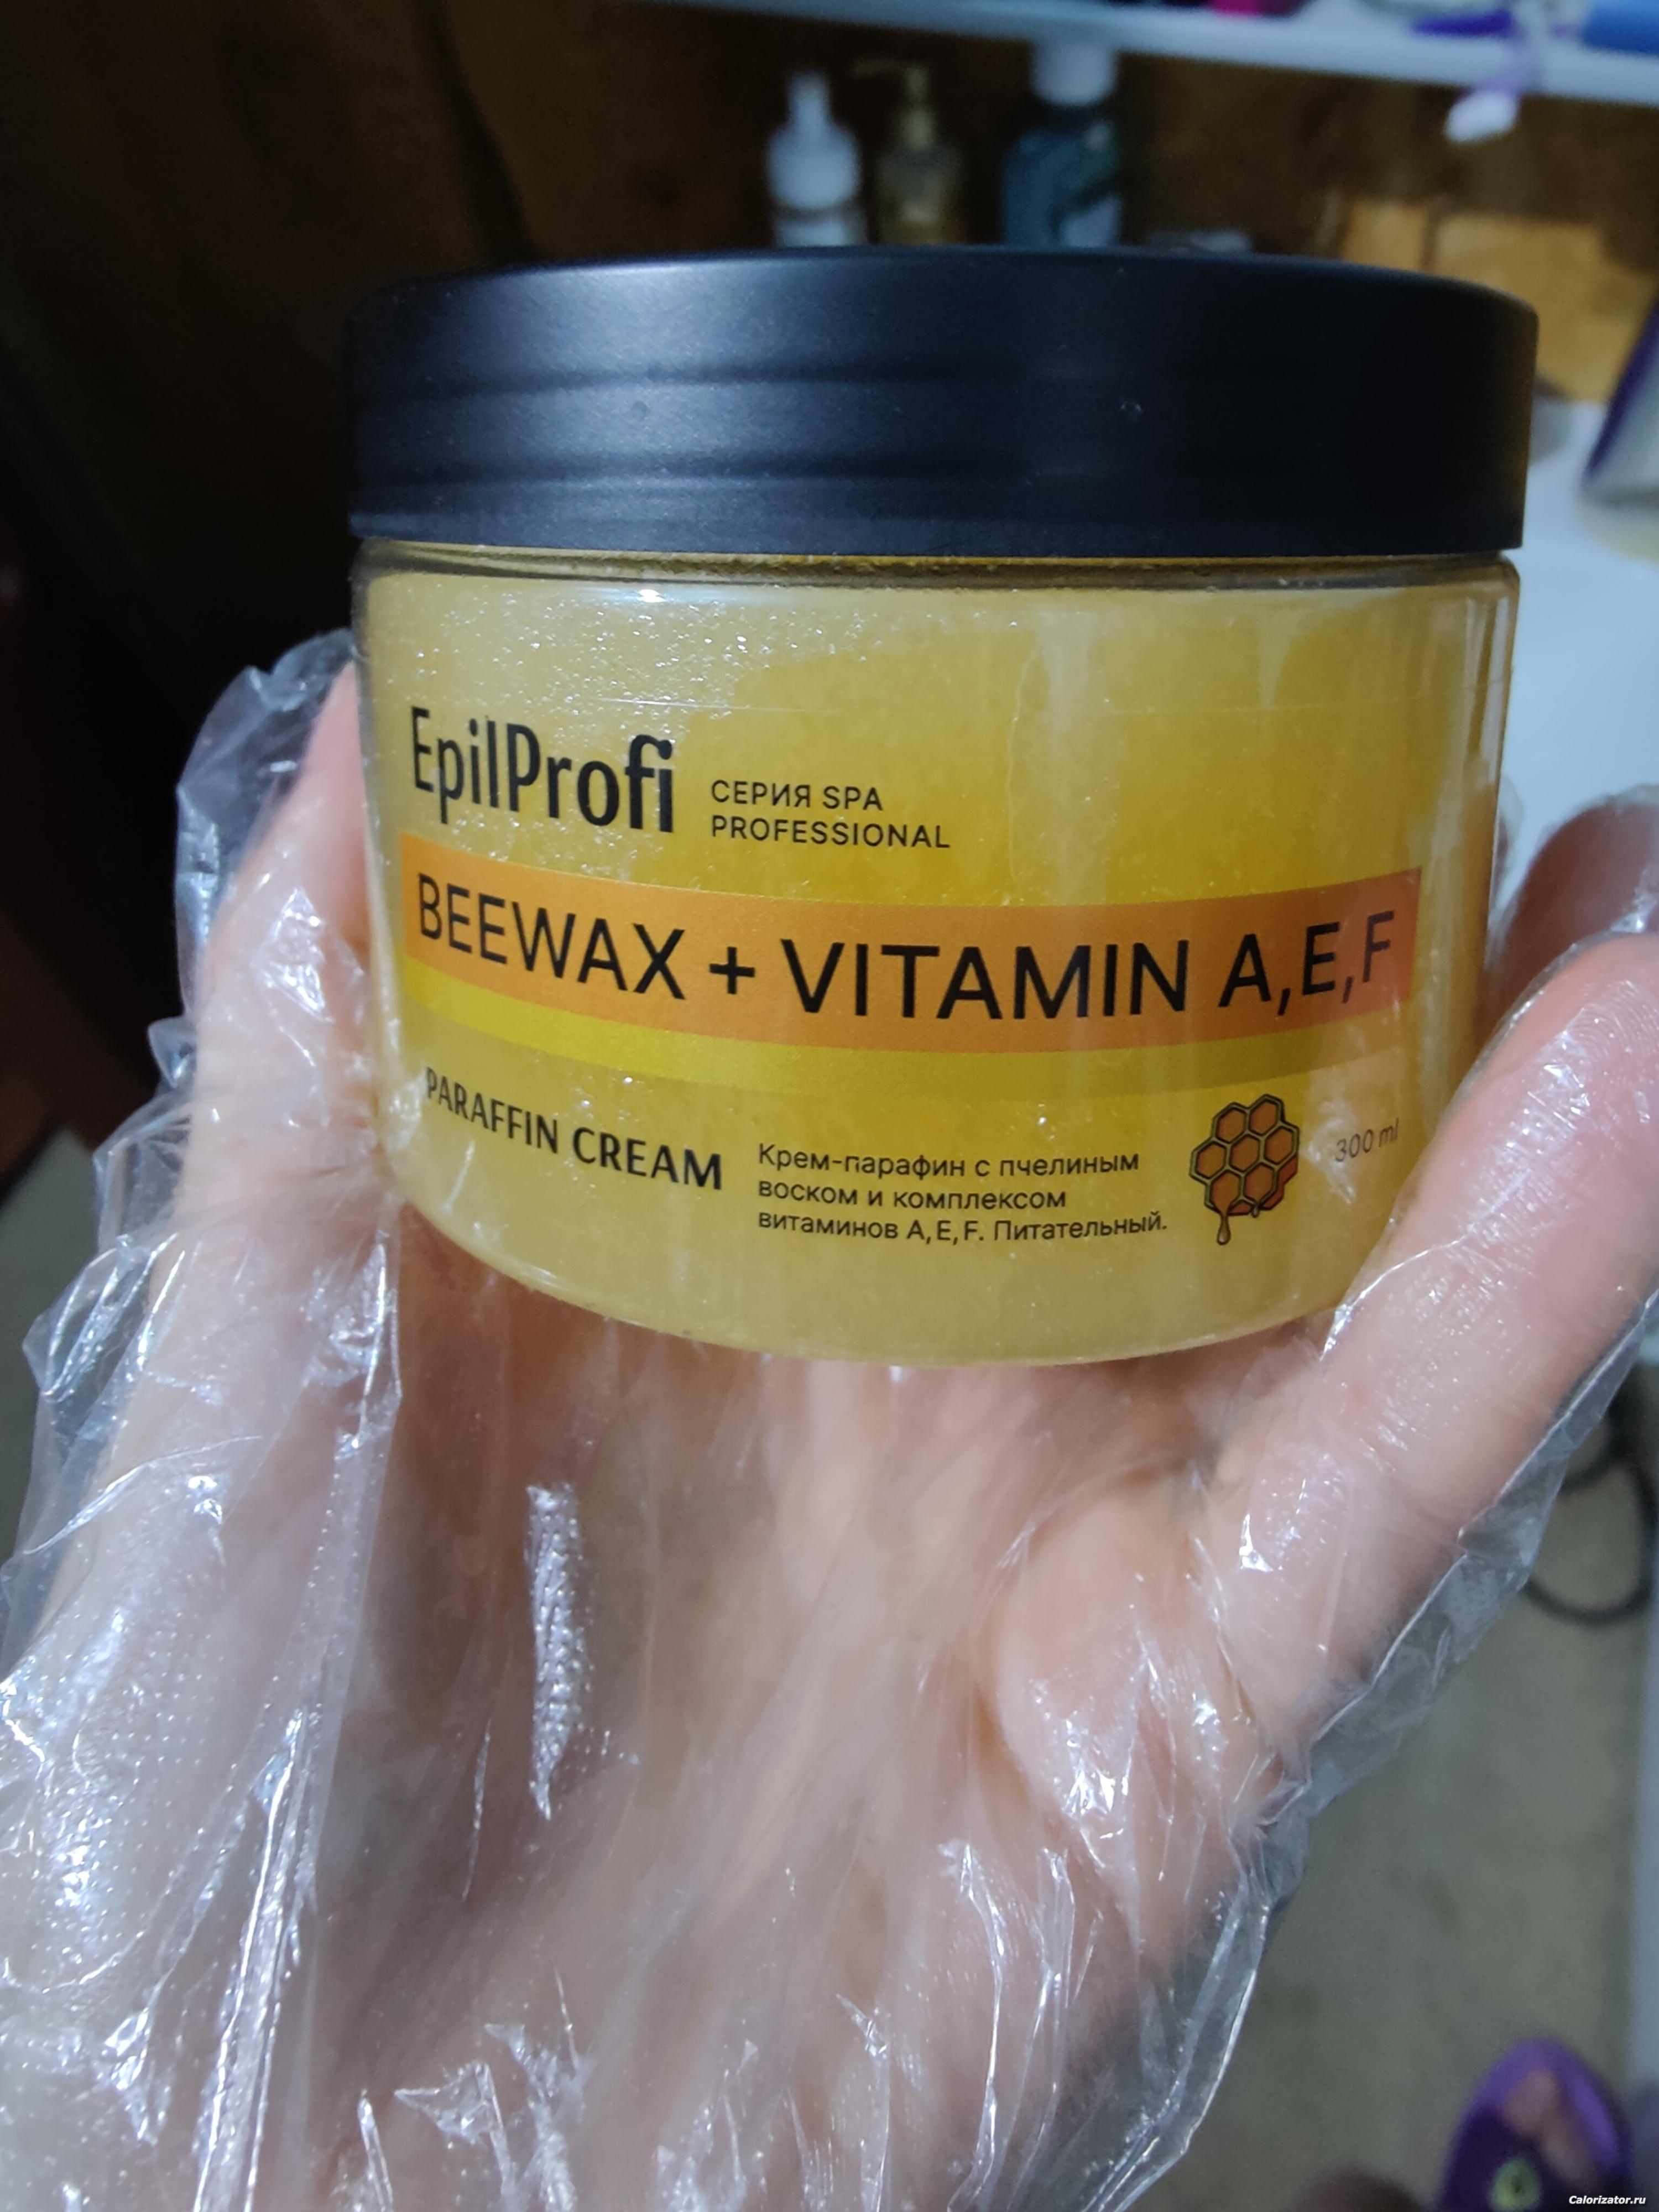 EpilProfi
СЕРИЯ SPA
PROFESSIONAL
BEEWAX + VITAMIN A,E,F
PARAFFIN CREAM
Крем-парафин с пчелиным
воском и комплексом
витаминов A,E,F. Питательный.
300 ml
Calorizator.ru